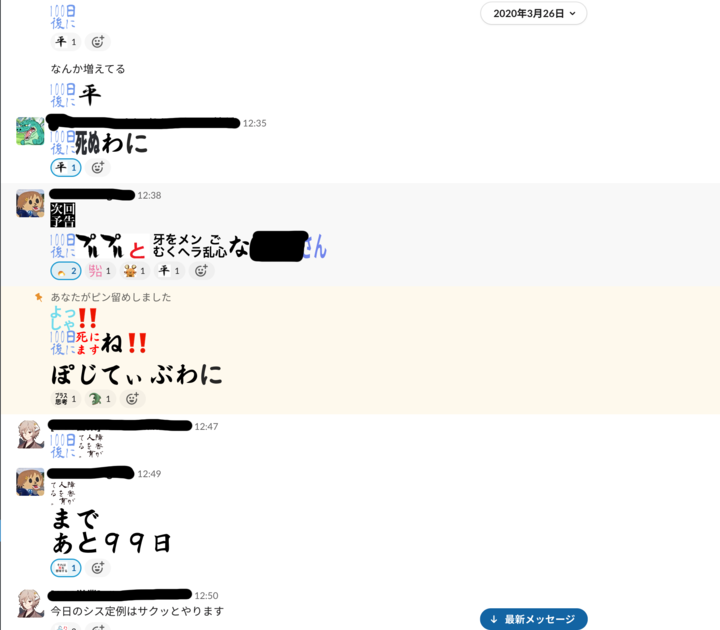 2020年3月26日
100日後に
平 1
なんか増えてる
100日後に平
12:35
100日後に死ぬわに
平 1
12:38
次回予告
100日後にプルプルと牙をむくメンヘラご乱心な
さん
2
1
1
平 1
あなたがピン留めしました
よっしゃ!!
100日後に死にますね!!
ぽじてぃぶわに
プラス思考 1
1
12:47
100日後に
12:49
まで
あと99日
1
12:50
今日のシス定例はサクッとやります
↓ 最新メッセージ